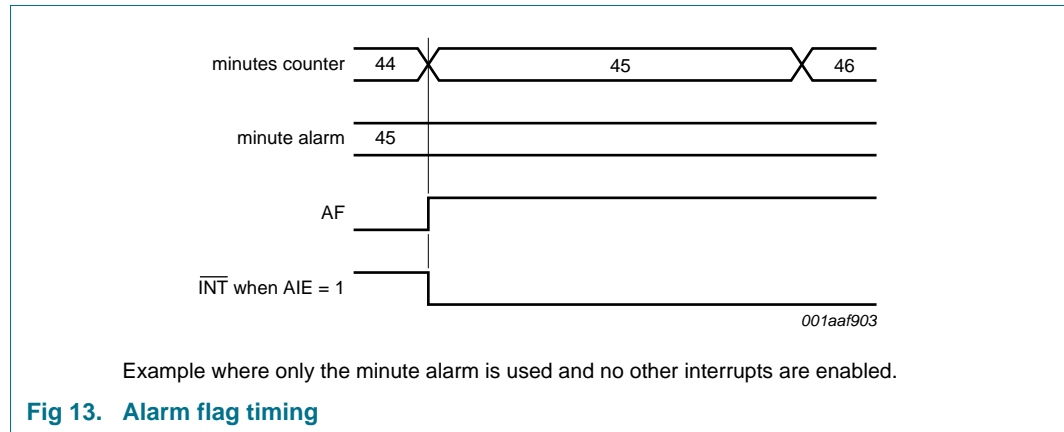 minutes counter 44 45 46
minute alarm 45
AF
INT when AIE = 1
001aaf903
Example where only the minute alarm is used and no other interrupts are enabled.
Fig 13. Alarm flag timing